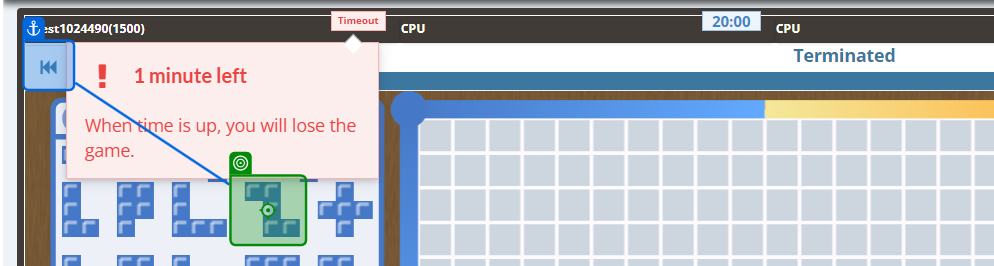 est1024490(1500)
Timeout
CPU
20:00
CPU
Terminated
1 minute left
When time is up, you will lose the
game.